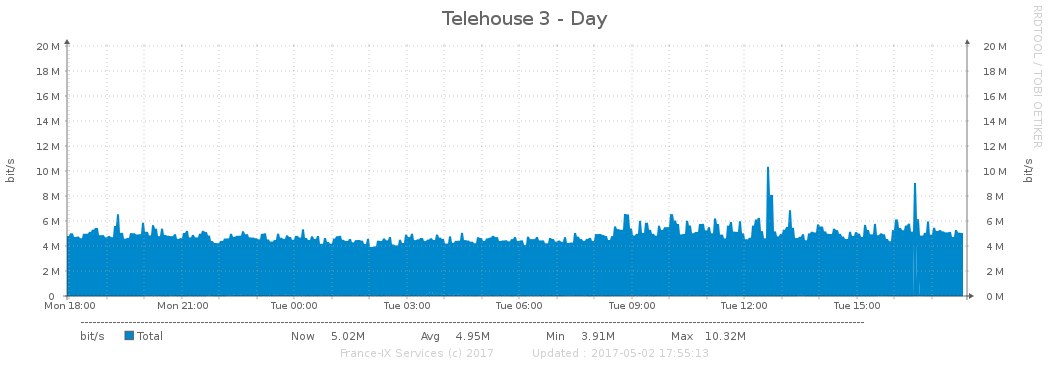 Telehouse 3 - Day
RRDTOOL / TOBI OETIKER
bit/s
bit/s
20 M 20 M
18 M 18 M
16 M 16 M
14 M 14 M
12 M 12 M
10 M 10 M
8 M 8 M
6 M 6 M
4 M 4 M
2 M 2 M
0 0 M
Mon 18:00 Mon 21:00 Tue 00:00 Tue 03:00 Tue 06:00 Tue 09:00 Tue 12:00 Tue 15:00
bit/s Total Now 5.02M Avg 4.95M Min 3.91M Max 10.32M
France-IX Services (c) 2017 Updated : 2017-05-02 17:55:13